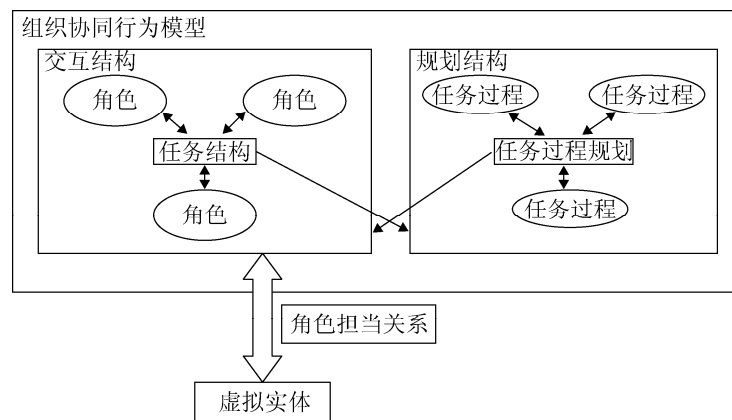 组织协同行为模型
交互结构
角色
角色
任务结构
角色
规划结构
任务过程
任务过程
任务过程规划
任务过程
角色担当关系
虚拟实体